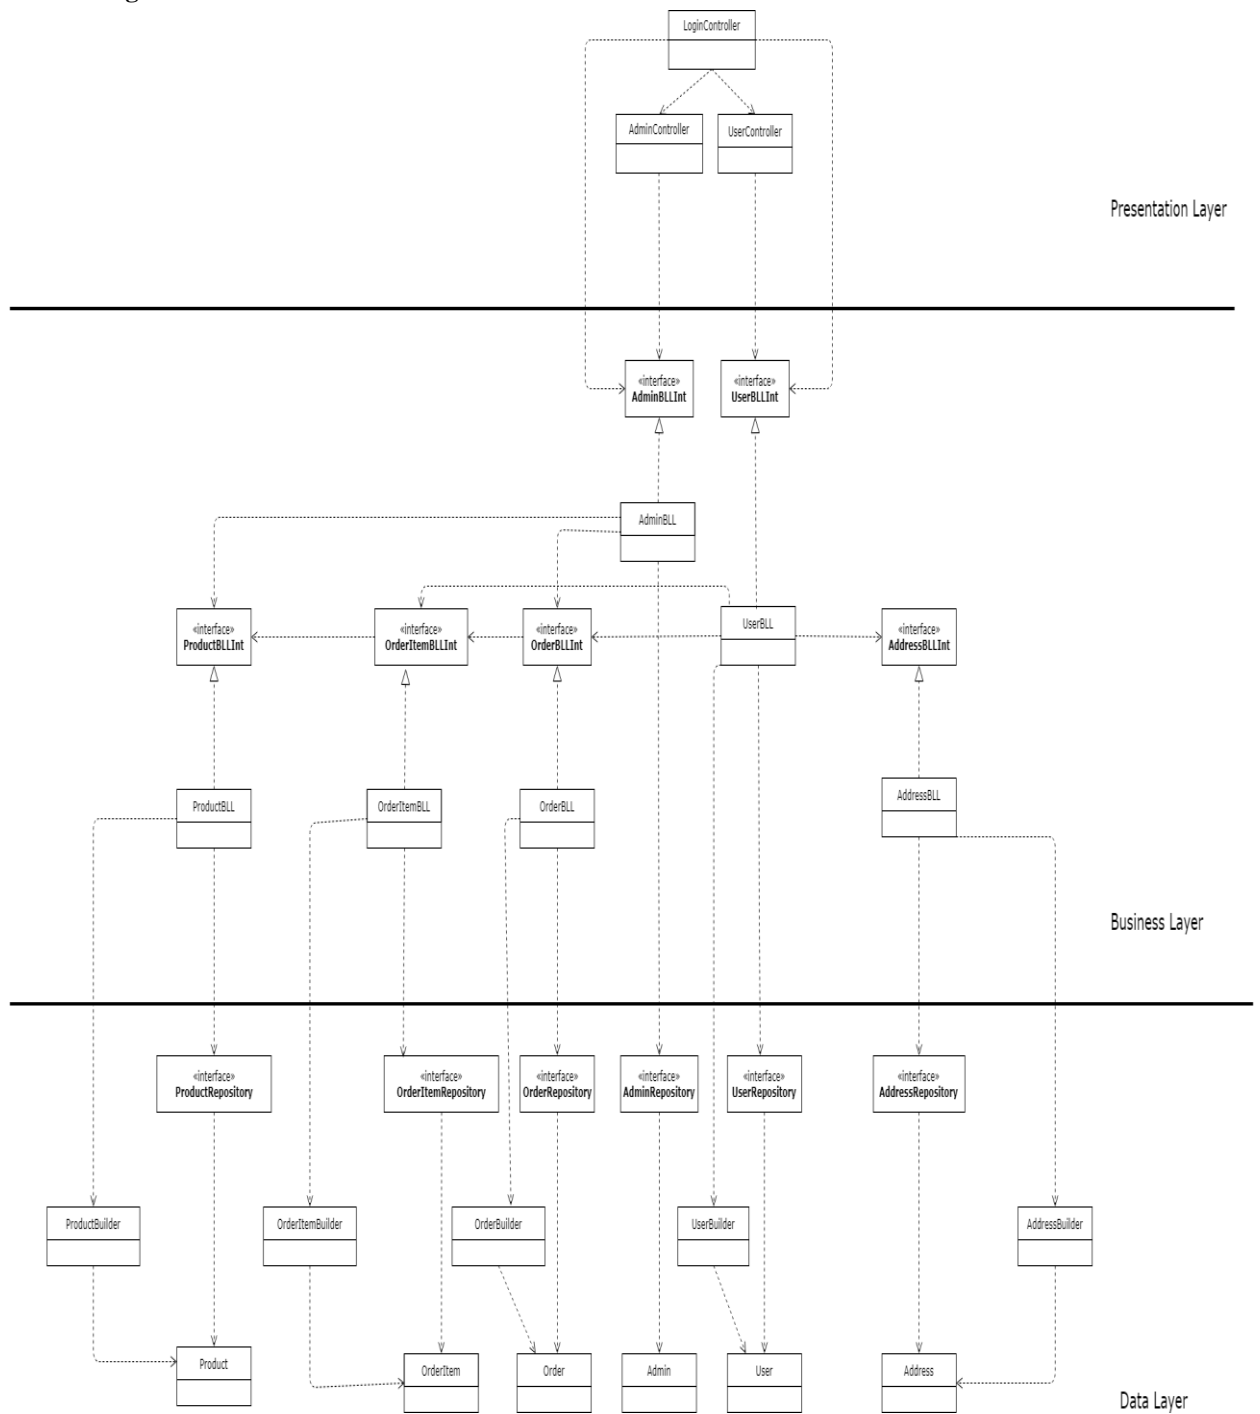 LoginController
AdminController
UserController
Presentation Layer
«interface»
AdminBLLInt
«interface»
UserBLLInt
AdminBLL
«interface»
ProductBLLInt
«interface»
OrderItemBLLInt
«interface»
OrderBLLInt
UserBLL
«interface»
AddressBLLInt
ProductBLL
OrderItemBLL
OrderBLL
AddressBLL
Business Layer
«interface»
ProductRepository
«interface»
OrderItemRepository
«interface»
OrderRepository
«interface»
AdminRepository
«interface»
UserRepository
«interface»
AddressRepository
ProductBuilder
OrderItemBuilder
OrderBuilder
UserBuilder
AddressBuilder
Product
OrderItem
Order
Admin
User
Address
Data Layer